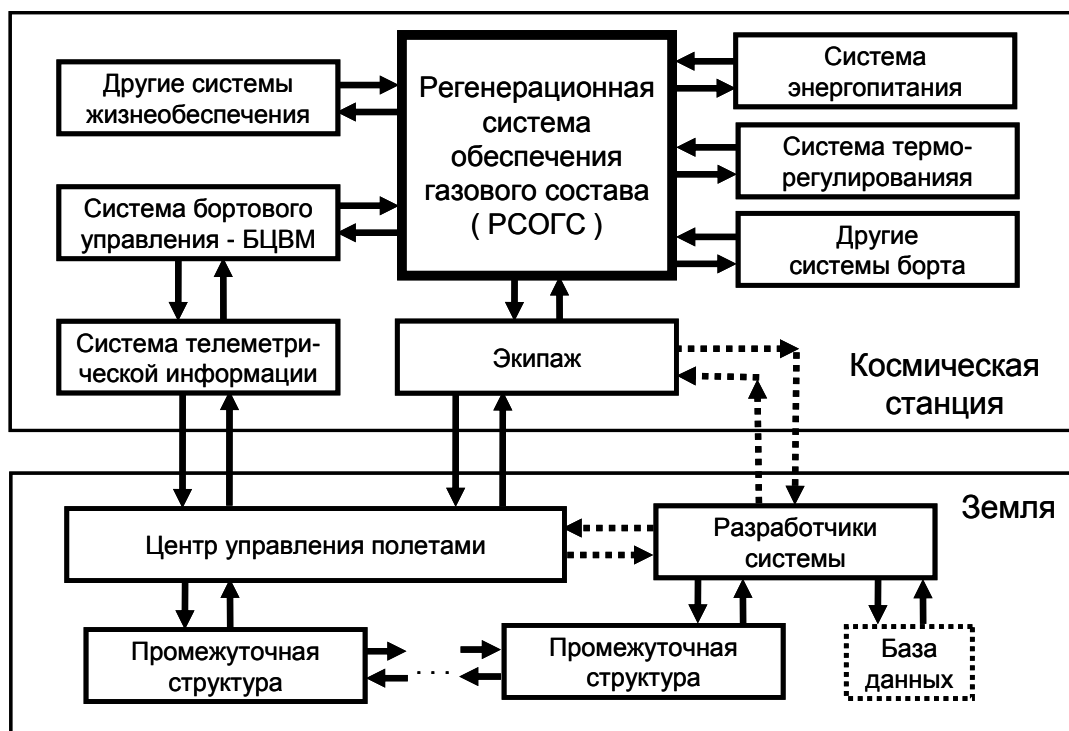 Другие системы
жизнеобеспечения
Регенерационная
система
обеспечения
газового состава
( РСОГС )
Система
энергопитания
Система термо-
регулированияя
Система бортового
управления - БЦВМ
Другие
системы борта
Система телеметри-
ческой информации
Экипаж
Космическая
станция
Земля
Центр управления полетами
Разработчики
системы
Промежуточная
структура
. . .
Промежуточная
структура
База
данных